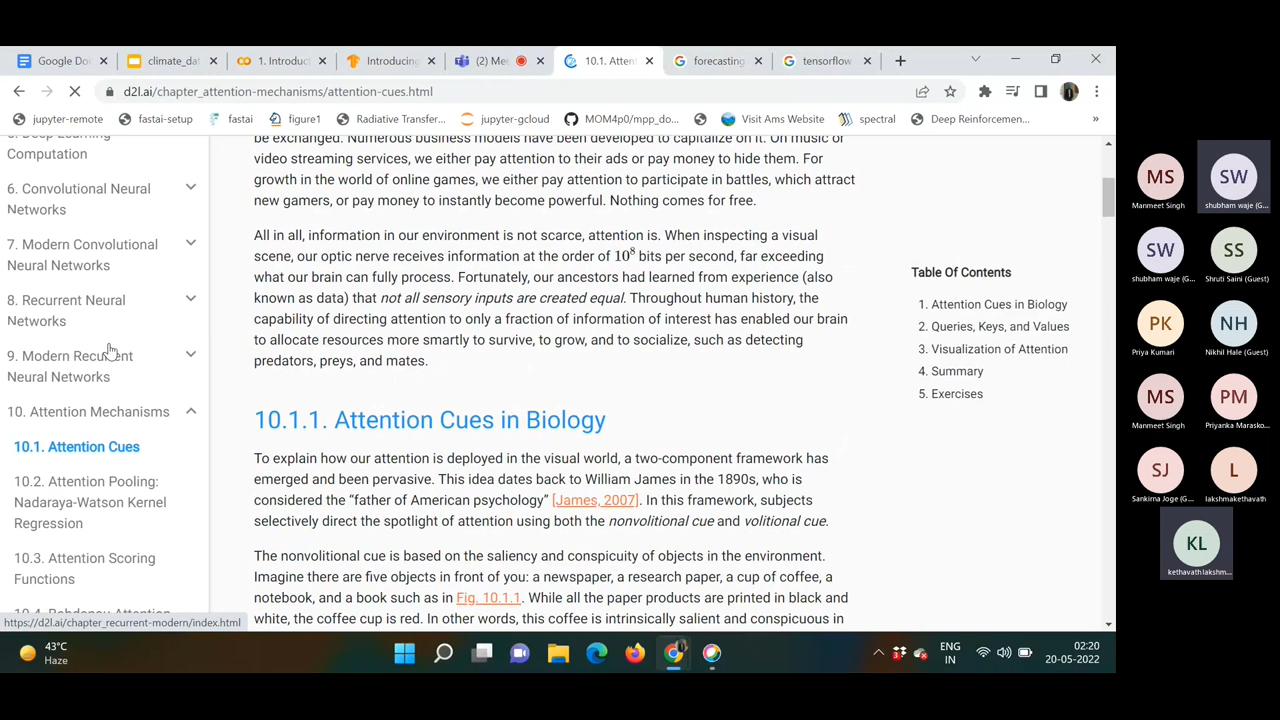 Google Do
climate_dat
1. Introduct
Introducing
(2) Me
10.1. Atten
forecasting
tensorflow
d2l.ai/chapter_attention-mechanisms/attention-cues.html
jupyter-remote
fastai-setup
fastai
figure1
Radiative Transfer...
jupyter-gcloud
MOM4p0/mpp_do...
Visit Ams Website
spectral
Deep Reinforcemen...
»
Computation
6. Convolutional Neural
Networks
7. Modern Convolutional
Neural Networks
8. Recurrent Neural
Networks
9. Modern Recurrent
Neural Networks
10. Attention Mechanisms
10.1. Attention Cues
10.2. Attention Pooling:
Nadaraya-Watson Kernel
Regression
10.3. Attention Scoring
Functions
https://d2l.ai/chapter_recurrent-modern/index.html
be exchanged. Numerous business models have been developed to capitalize on it. On music or
video streaming services, we either pay attention to their ads or pay money to hide them. For
growth in the world of online games, we either pay attention to participate in battles, which attract
new gamers, or pay money to instantly become powerful. Nothing comes for free.
All in all, information in our environment is not scarce, attention is. When inspecting a visual
scene, our optic nerve receives information at the order of 10⁸ bits per second, far exceeding
what our brain can fully process. Fortunately, our ancestors had learned from experience (also
known as data) that not all sensory inputs are created equal. Throughout human history, the
capability of directing attention to only a fraction of information of interest has enabled our brain
to allocate resources more smartly to survive, to grow, and to socialize, such as detecting
predators, preys, and mates.
10.1.1. Attention Cues in Biology
To explain how our attention is deployed in the visual world, a two-component framework has
emerged and been pervasive. This idea dates back to William James in the 1890s, who is
considered the “father of American psychology” [James, 2007]. In this framework, subjects
selectively direct the spotlight of attention using both the nonvolitional cue and volitional cue.
The nonvolitional cue is based on the saliency and conspicuity of objects in the environment.
Imagine there are five objects in front of you: a newspaper, a research paper, a cup of coffee, a
notebook, and a book such as in Fig. 10.1.1. While all the paper products are printed in black and
white, the coffee cup is red. In other words, this coffee is intrinsically salient and conspicuous in
Table Of Contents
1. Attention Cues in Biology
2. Queries, Keys, and Values
3. Visualization of Attention
4. Summary
5. Exercises
MS
Manmeet Singh
SW
shubham waje (G...
SW
shubham waje (G...
SS
Shruti Saini (Guest)
PK
Priya Kumari
NH
Nikhil Hale (Guest)
MS
Manmeet Singh
PM
Priyanka Marasko...
SJ
Sankirna Joge (G...
L
lakshmakethavath
KL
kethavath lakshm...
43°C
Haze
ENG
IN
02:20
20-05-2022